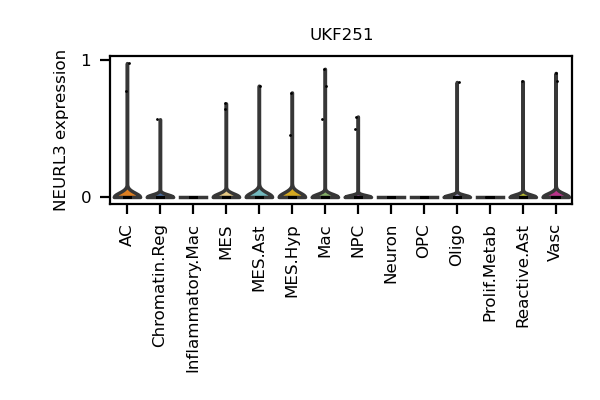 UKF251
NEURL3 expression
1
0
AC
Chromatin.Reg
Inflammatory.Mac
MES
MES.Ast
MES.Hyp
Mac
NPC
Neuron
OPC
Oligo
Prolif.Metab
Reactive.Ast
Vasc